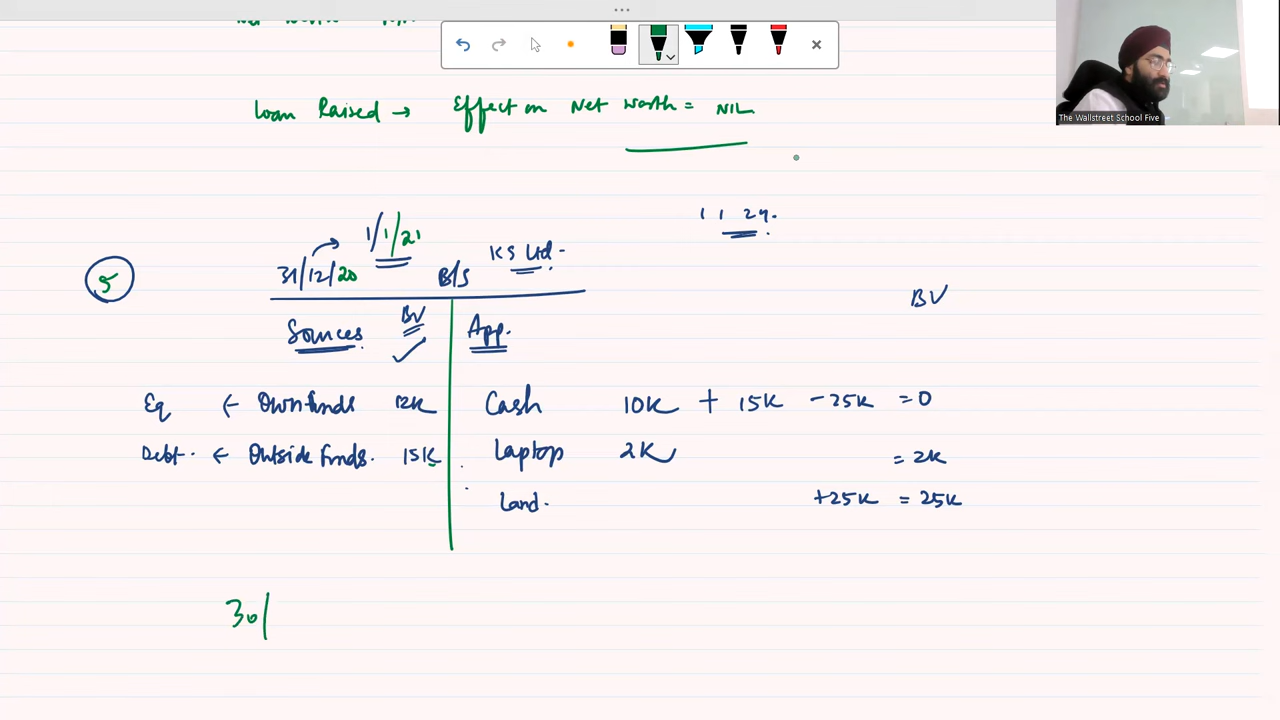 Loan Raised → Effect on Net Worth = NIL
The Wallstreet School Five
1 1 24.
1/1/21
5
31/12/20 B/S KS Ltd.
BV
Sources BV App.
Eq ← Own funds 12K Cash 10K + 15K - 25K = 0
Debt. ← Outside Funds. 15K Laptop 2K = 2K
Land. +25K = 25K
30/